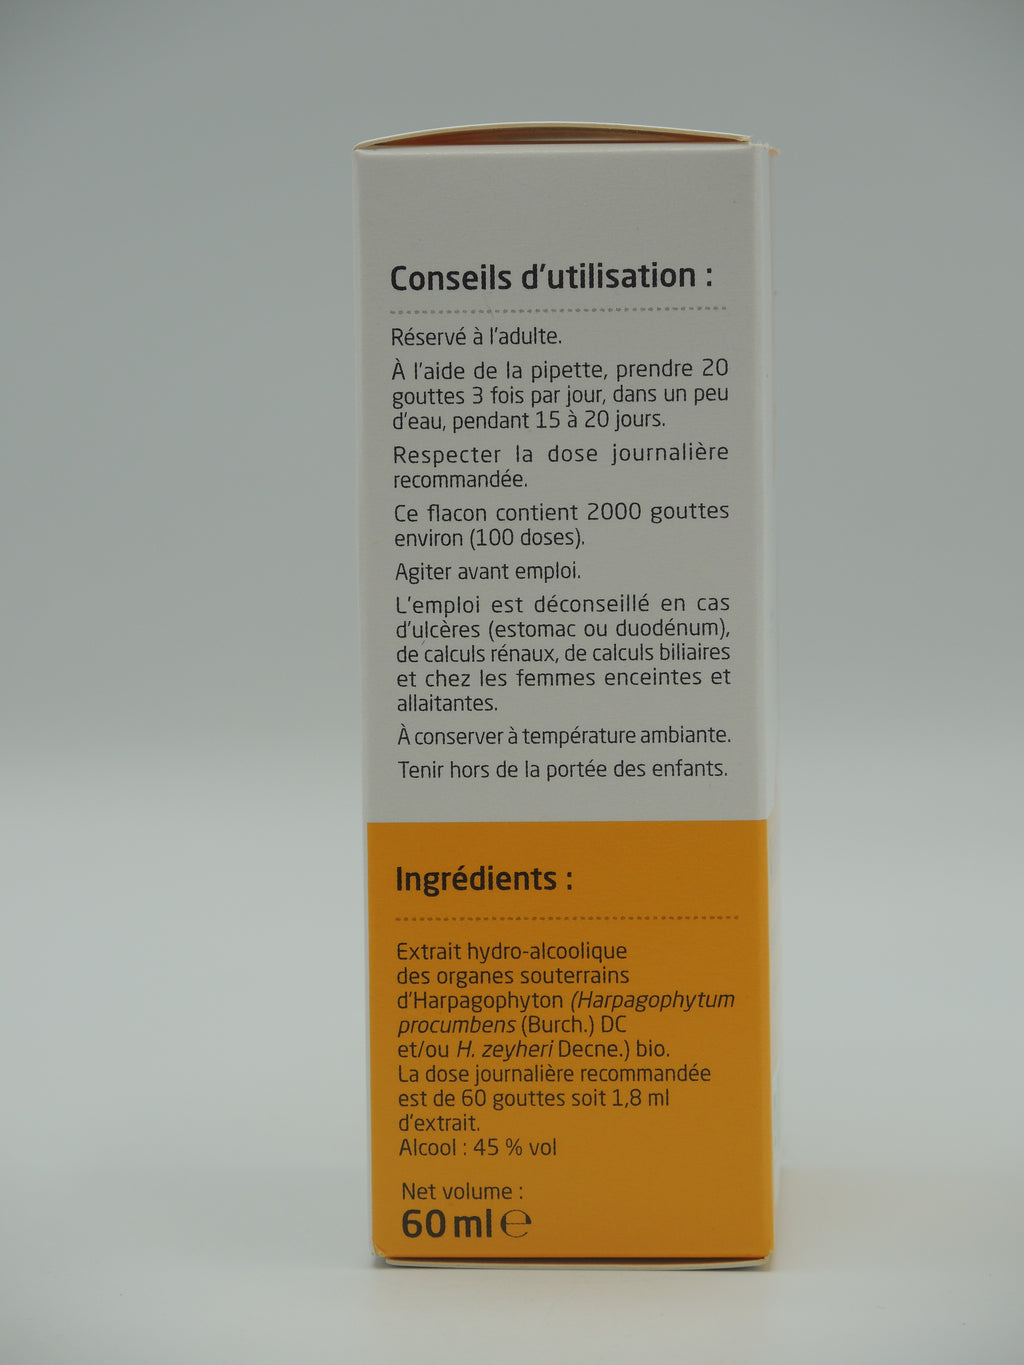 Conseils d'utilisation :
Réservé à l'adulte.
À l'aide de la pipette, prendre 20
gouttes 3 fois par jour, dans un peu
d'eau, pendant 15 à 20 jours.
Respecter la dose journalière
recommandée.
Ce flacon contient 2000 gouttes
environ (100 doses).
Agiter avant emploi.
L'emploi est déconseillé en cas
d'ulcères (estomac ou duodénum),
de calculs rénaux, de calculs biliaires
et chez les femmes enceintes et
allaitantes.
À conserver à température ambiante.
Tenir hors de la portée des enfants.
Ingrédients :
Extrait hydro-alcoolique
des organes souterrains
d'Harpagophyton (Harpagophytum
procumbens (Burch.) DC
et/ou H. zeyheri Decne.) bio.
La dose journalière recommandée
est de 60 gouttes soit 1,8 ml
d'extrait.
Alcool : 45 % vol
Net volume :
60 ml ℮